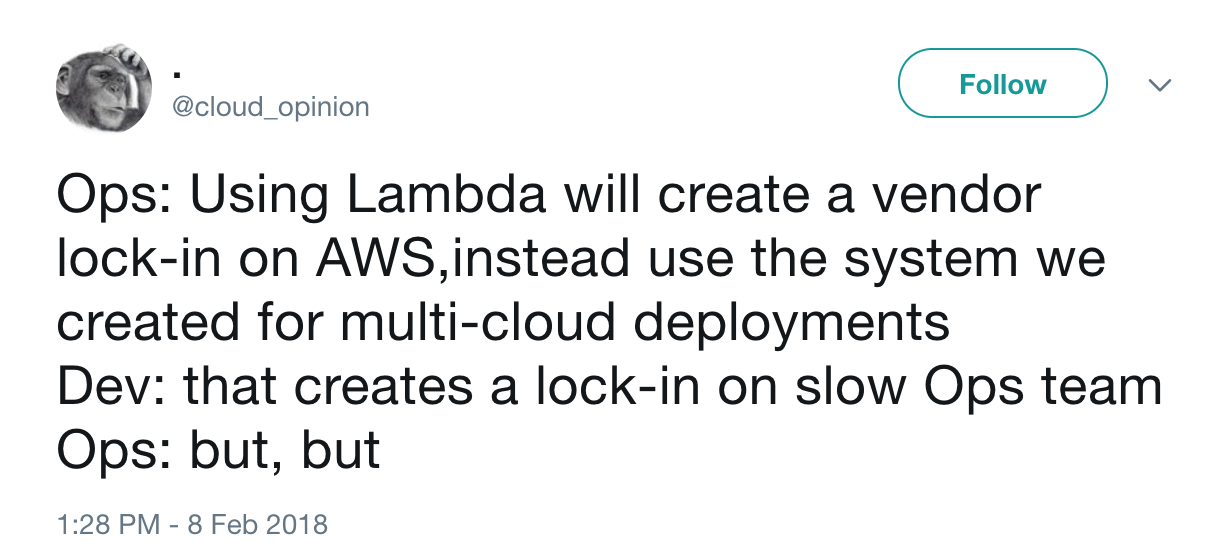 .
@cloud_opinion
Follow
Ops: Using Lambda will create a vendor
lock-in on AWS,instead use the system we
created for multi-cloud deployments
Dev: that creates a lock-in on slow Ops team
Ops: but, but
1:28 PM - 8 Feb 2018